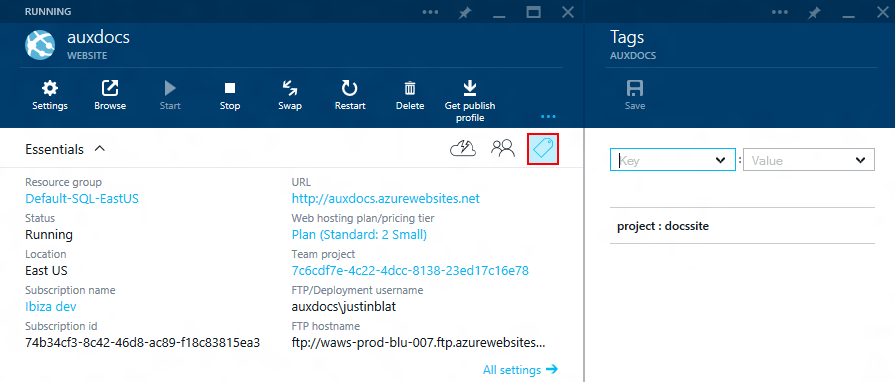 RUNNING
auxdocs
WEBSITE
Settings
Browse
Start
Stop
Swap
Restart
Delete
Get publish
profile
Essentials
Resource group
Default-SQL-EastUS
Status
Running
Location
East US
Subscription name
Ibiza dev
Subscription id
74b34cf3-8c42-46d8-ac89-f18c83815ea3
URL
http://auxdocs.azurewebsites.net
Web hosting plan/pricing tier
Plan (Standard: 2 Small)
Team project
7c6cdf7e-4c22-4dcc-8138-23ed17c16e78
FTP/Deployment username
auxdocs\justinblat
FTP hostname
ftp://waws-prod-blu-007.ftp.azurewebsites...
All settings
Tags
AUXDOCS
Save
Key : Value
project : docssite